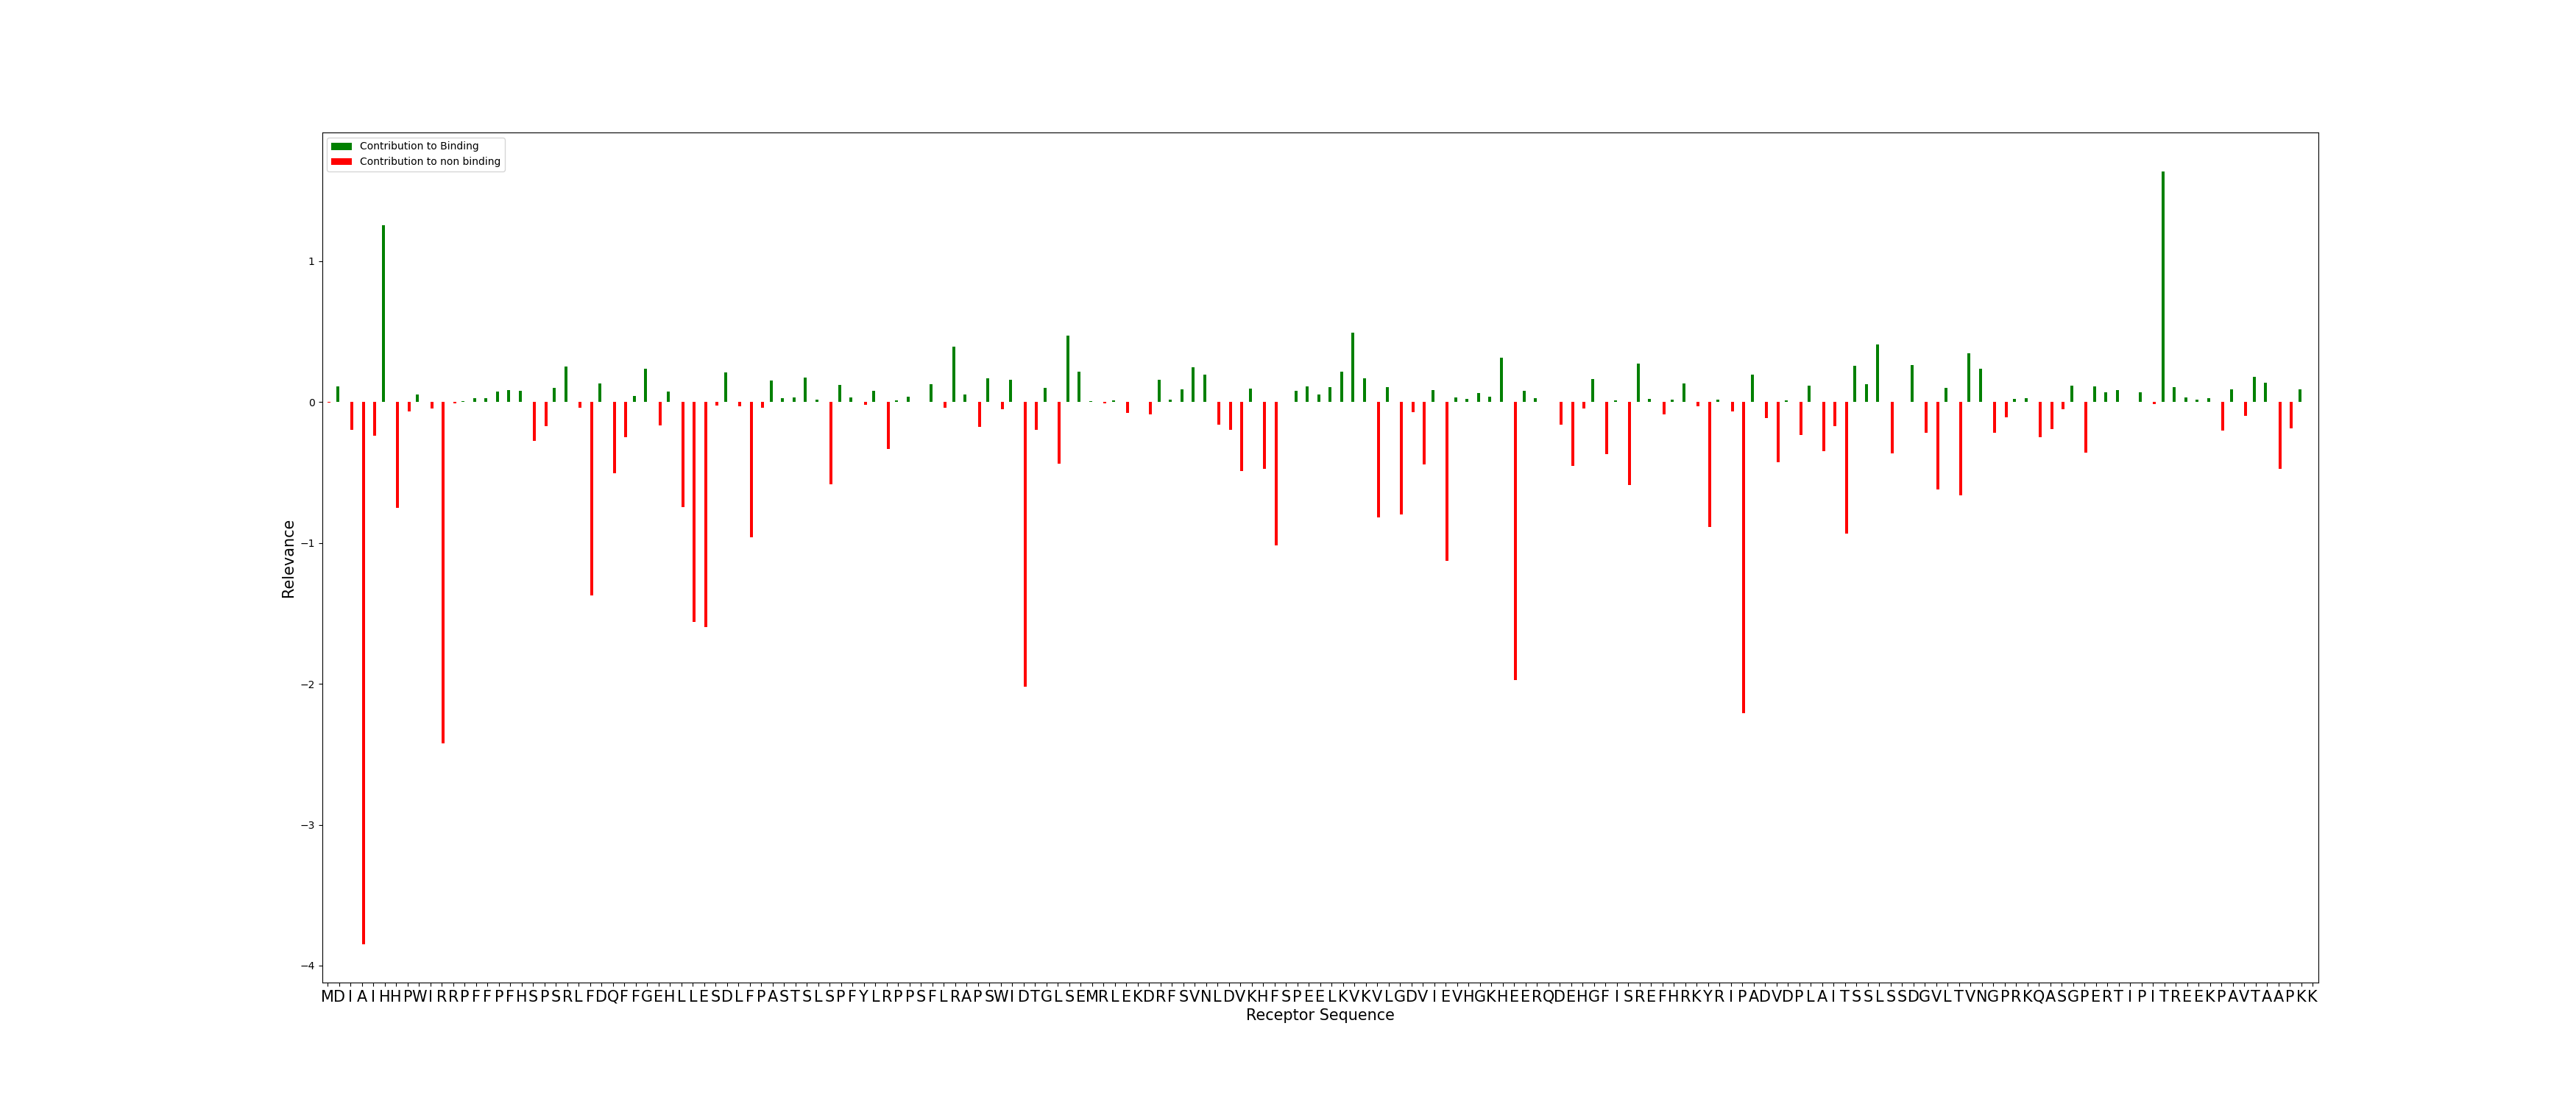 Contribution to Binding
Contribution to non binding
1
0
−1
−2
−3
−4
Relevance
MDIAIHHPWIRRPFFPFHSPSRLFDQFFGEHLLESDLFPASTSLSPFYLRPPSFLRAPSWIDTGLSEMRLEKDRFSVNLDVKHFSPEELKVKVLGDVIEVHGKHEERQDEHGFISREFHRKYRIPADVDPLAITSSLSSDGVLTVNGPRKQASGPERTIPITREEKPAVTAAPKK
Receptor Sequence